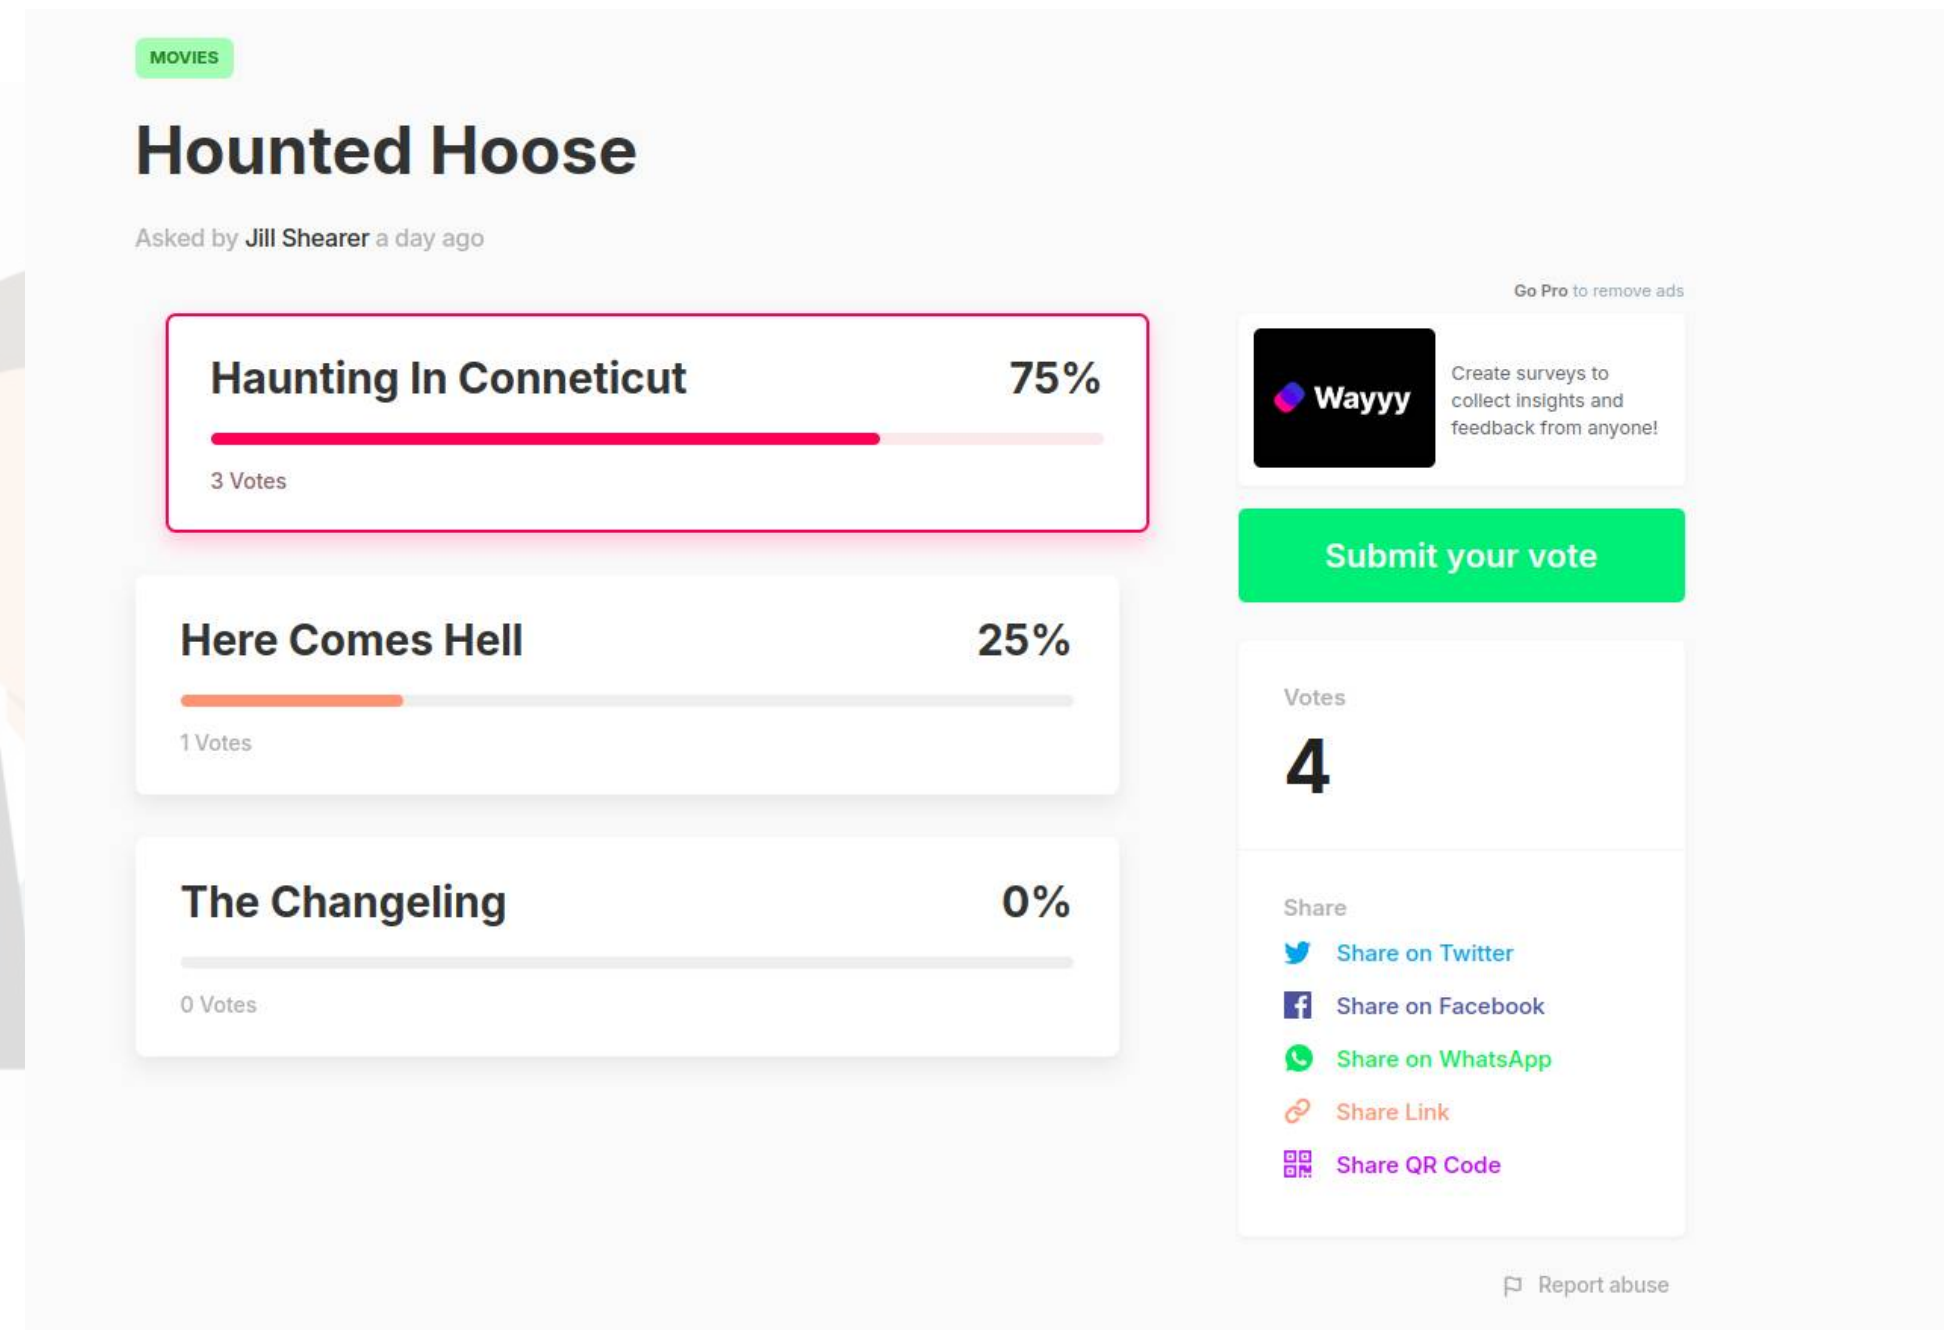 MOVIES
Hounted Hoose
Asked by Jill Shearer a day ago
Haunting In Conneticut 75%
3 Votes
Here Comes Hell 25%
1 Votes
The Changeling 0%
0 Votes
Go Pro to remove ads
Wayyy
Create surveys to
collect insights and
feedback from anyone!
Submit your vote
Votes
4
Share
Share on Twitter
Share on Facebook
Share on WhatsApp
Share Link
Share QR Code
Report abuse